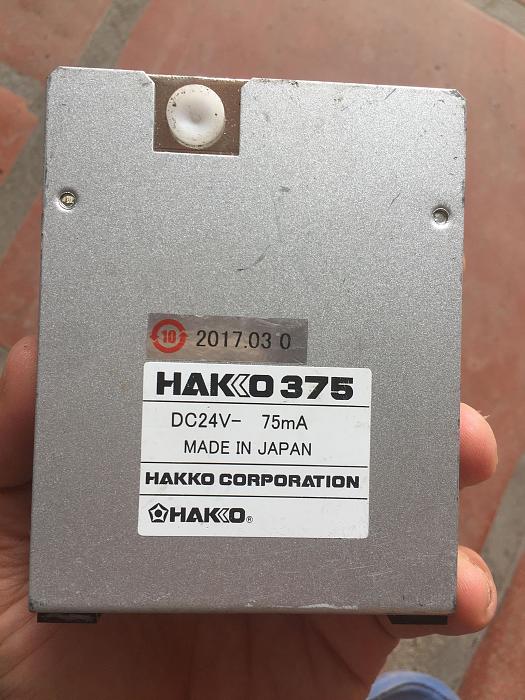 10 2017.03 0
HAKKO 375
DC24V- 75mA
MADE IN JAPAN
HAKKO CORPORATION
HAKKO®